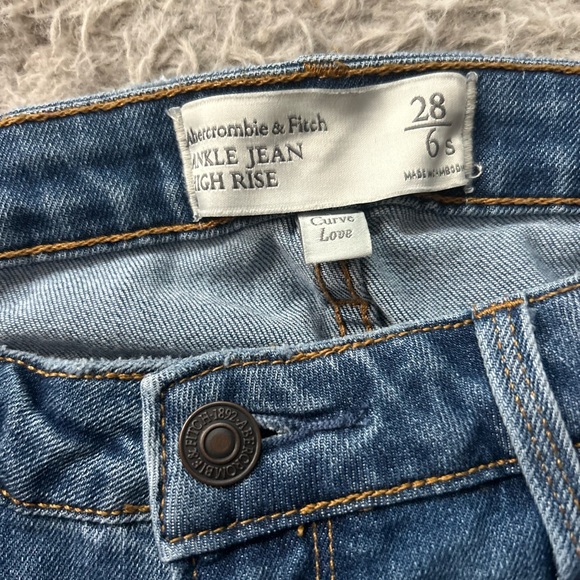 Abercrombie & Fitch
ANKLE JEAN
HIGH RISE
28
6s
MADE IN CAMBODIA
Curve
Love
ABERCROMBIE & FITCH · 1892 ·